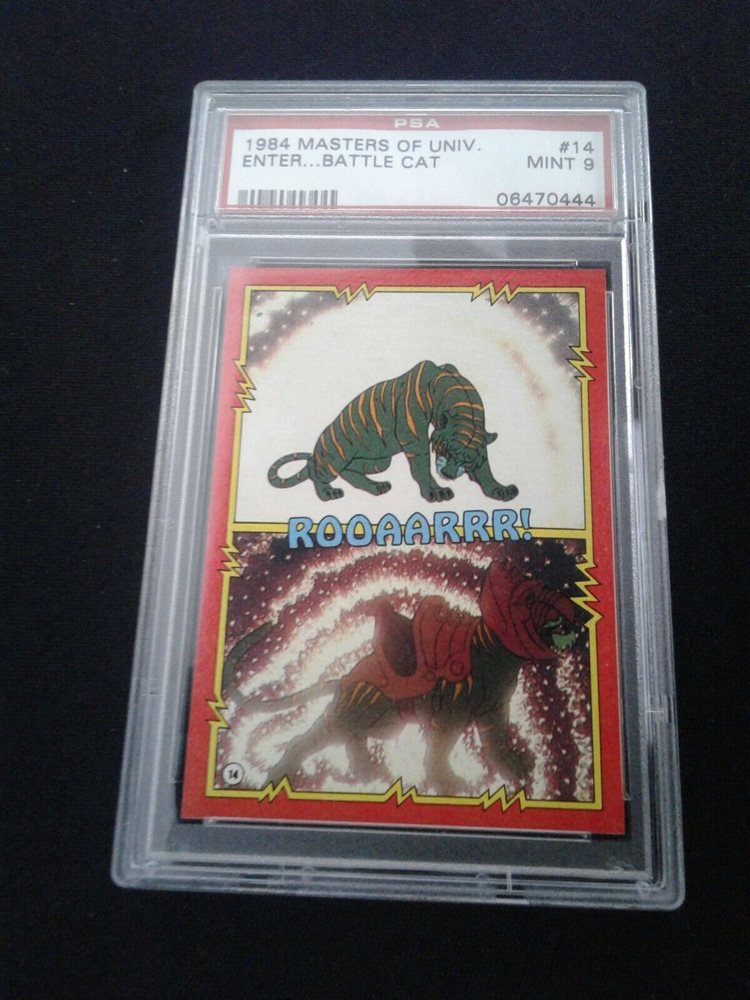 PSA
1984 MASTERS OF UNIV. #14
ENTER...BATTLE CAT MINT 9
06470444
ROOAARRR!
14